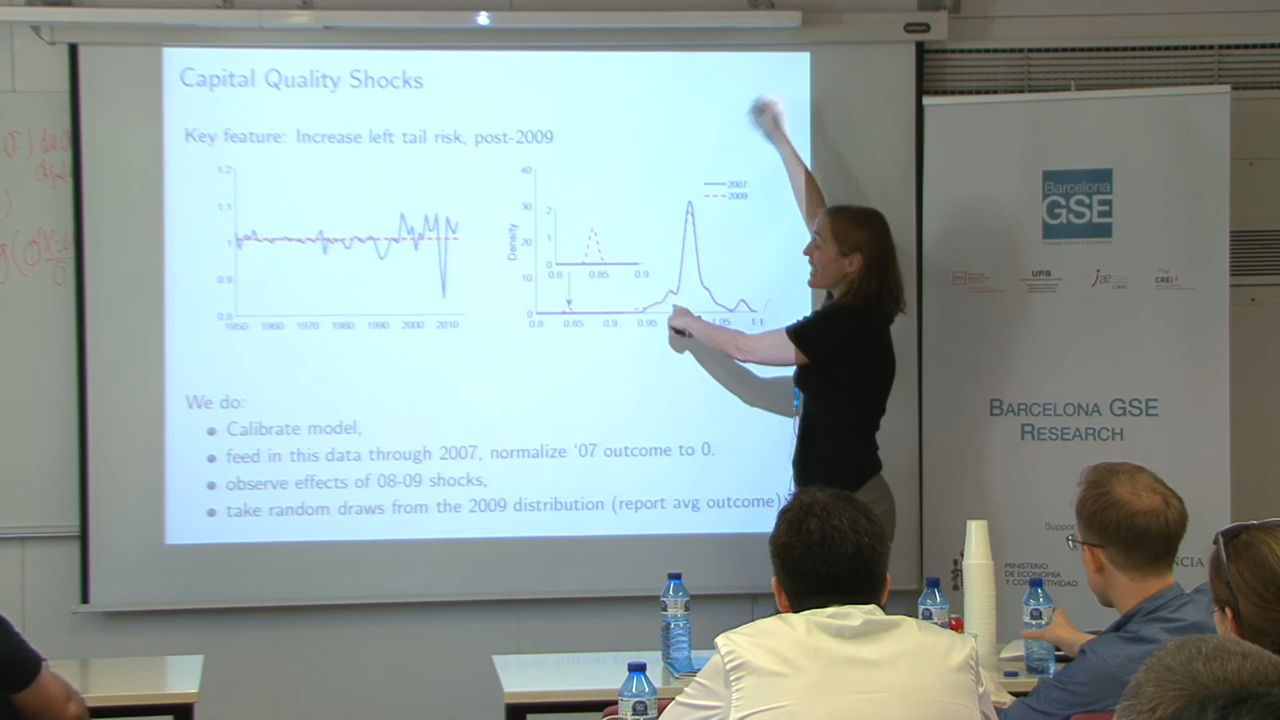 Capital Quality Shocks
Key feature: Increase left tail risk, post-2009
1.2
1.1
1
0.9
0.8
1950 1960 1970 1980 1990 2000 2010
40
30
20
10
0
Density
2007
2009
2
1
0
0.8 0.85 0.9
0.8 0.85 0.9 0.95 1.05 1.1
We do:
Calibrate model,
feed in this data through 2007, normalize '07 outcome to 0.
observe effects of 08-09 shocks,
take random draws from the 2009 distribution (report avg outcome)
Barcelona
GSE
UPB
CREi
BARCELONA GSE
RESEARCH
MINISTERIO
DE ECONOMÍA